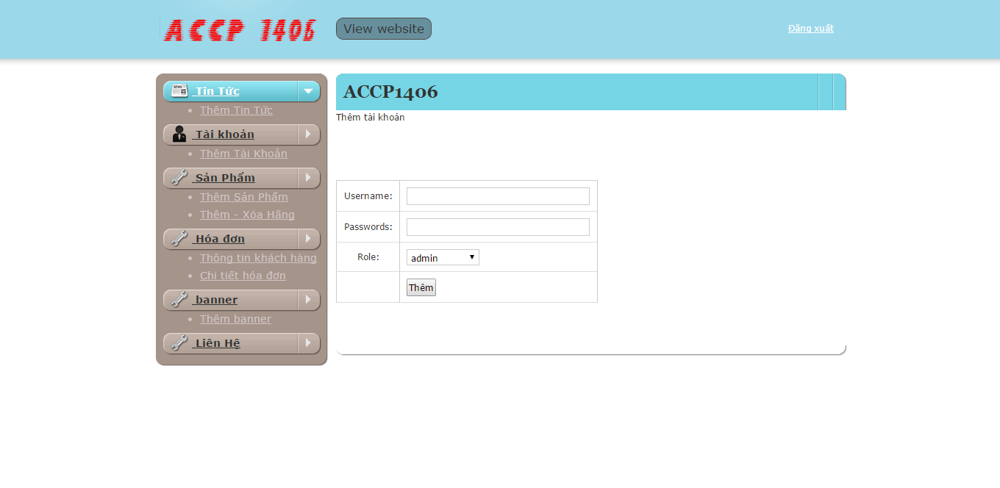 ACCP 1406
View website
Đăng xuất
Tin Tức
Thêm Tin Tức
Tài khoản
Thêm Tài Khoản
Sản Phẩm
Thêm Sản Phẩm
Thêm - Xóa Hãng
Hóa đơn
Thông tin khách hàng
Chi tiết hóa đơn
banner
Thêm banner
Liên Hệ
ACCP1406
Thêm tài khoản
Username:
Passwords:
Role: admin
Thêm